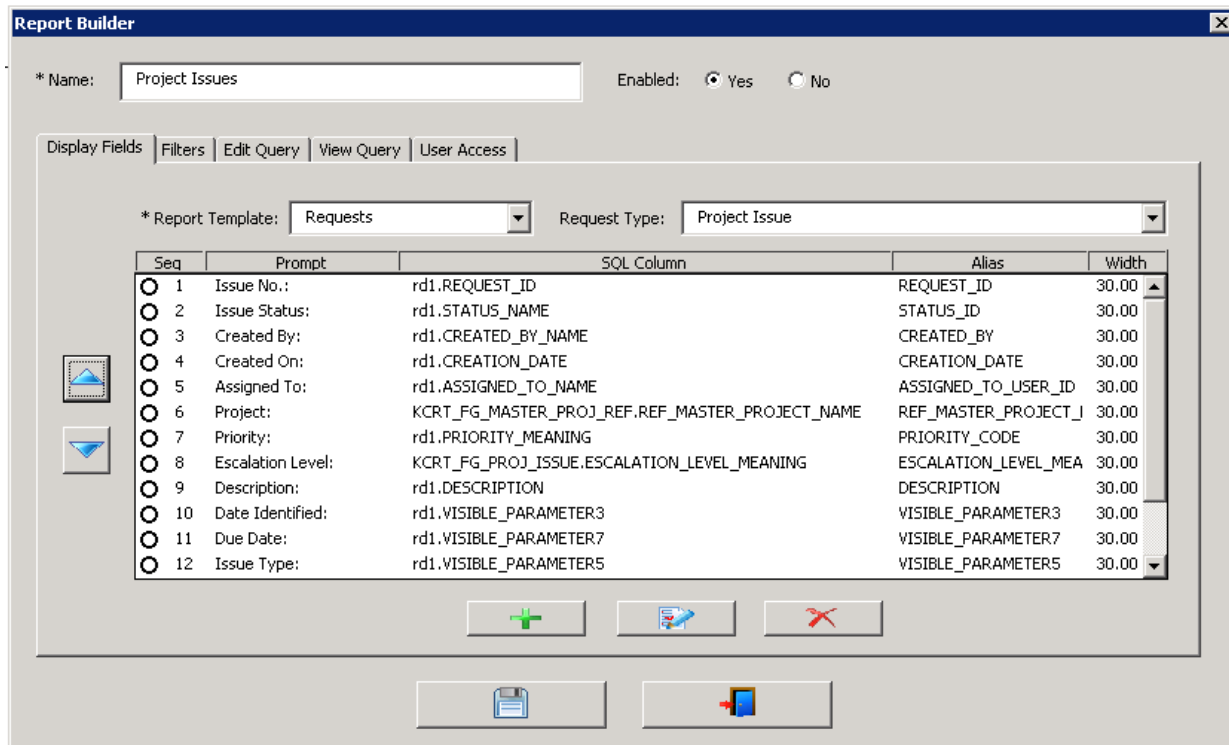 Report Builder
* Name: Project Issues Enabled: Yes No
Display Fields Filters Edit Query View Query User Access
* Report Template: Requests Request Type: Project Issue
Seq Prompt SQL Column Alias Width
1 Issue No.: rd1.REQUEST_ID REQUEST_ID 30.00
2 Issue Status: rd1.STATUS_NAME STATUS_ID 30.00
3 Created By: rd1.CREATED_BY_NAME CREATED_BY 30.00
4 Created On: rd1.CREATION_DATE CREATION_DATE 30.00
5 Assigned To: rd1.ASSIGNED_TO_NAME ASSIGNED_TO_USER_ID 30.00
6 Project: KCRT_FG_MASTER_PROJ_REF.REF_MASTER_PROJECT_NAME REF_MASTER_PROJECT_ 30.00
7 Priority: rd1.PRIORITY_MEANING PRIORITY_CODE 30.00
8 Escalation Level: KCRT_FG_PROJ_ISSUE.ESCALATION_LEVEL_MEANING ESCALATION_LEVEL_MEA 30.00
9 Description: rd1.DESCRIPTION DESCRIPTION 30.00
10 Date Identified: rd1.VISIBLE_PARAMETER3 VISIBLE_PARAMETER3 30.00
11 Due Date: rd1.VISIBLE_PARAMETER7 VISIBLE_PARAMETER7 30.00
12 Issue Type: rd1.VISIBLE_PARAMETER5 VISIBLE_PARAMETER5 30.00